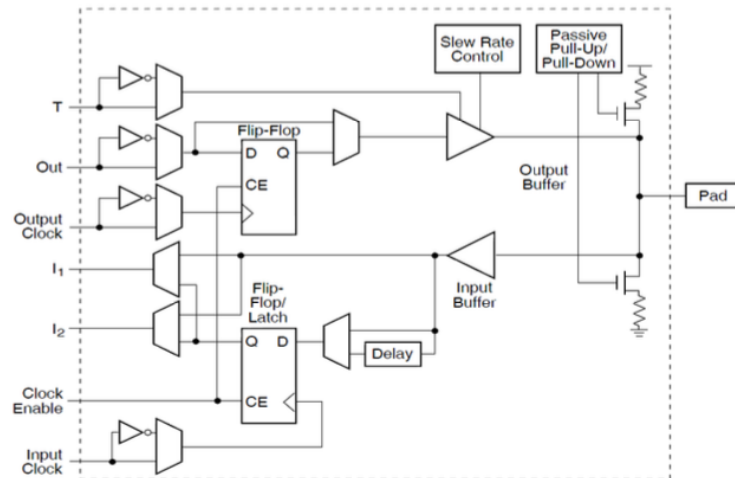 Slew Rate
Control
Passive
Pull-Up/
Pull-Down
T
Flip-Flop
D Q
CE
Out
Output
Buffer
Pad
Output
Clock
I1
Input
Buffer
Flip-
Flop/
Latch
I2
Q D
CE
Delay
Clock
Enable
Input
Clock